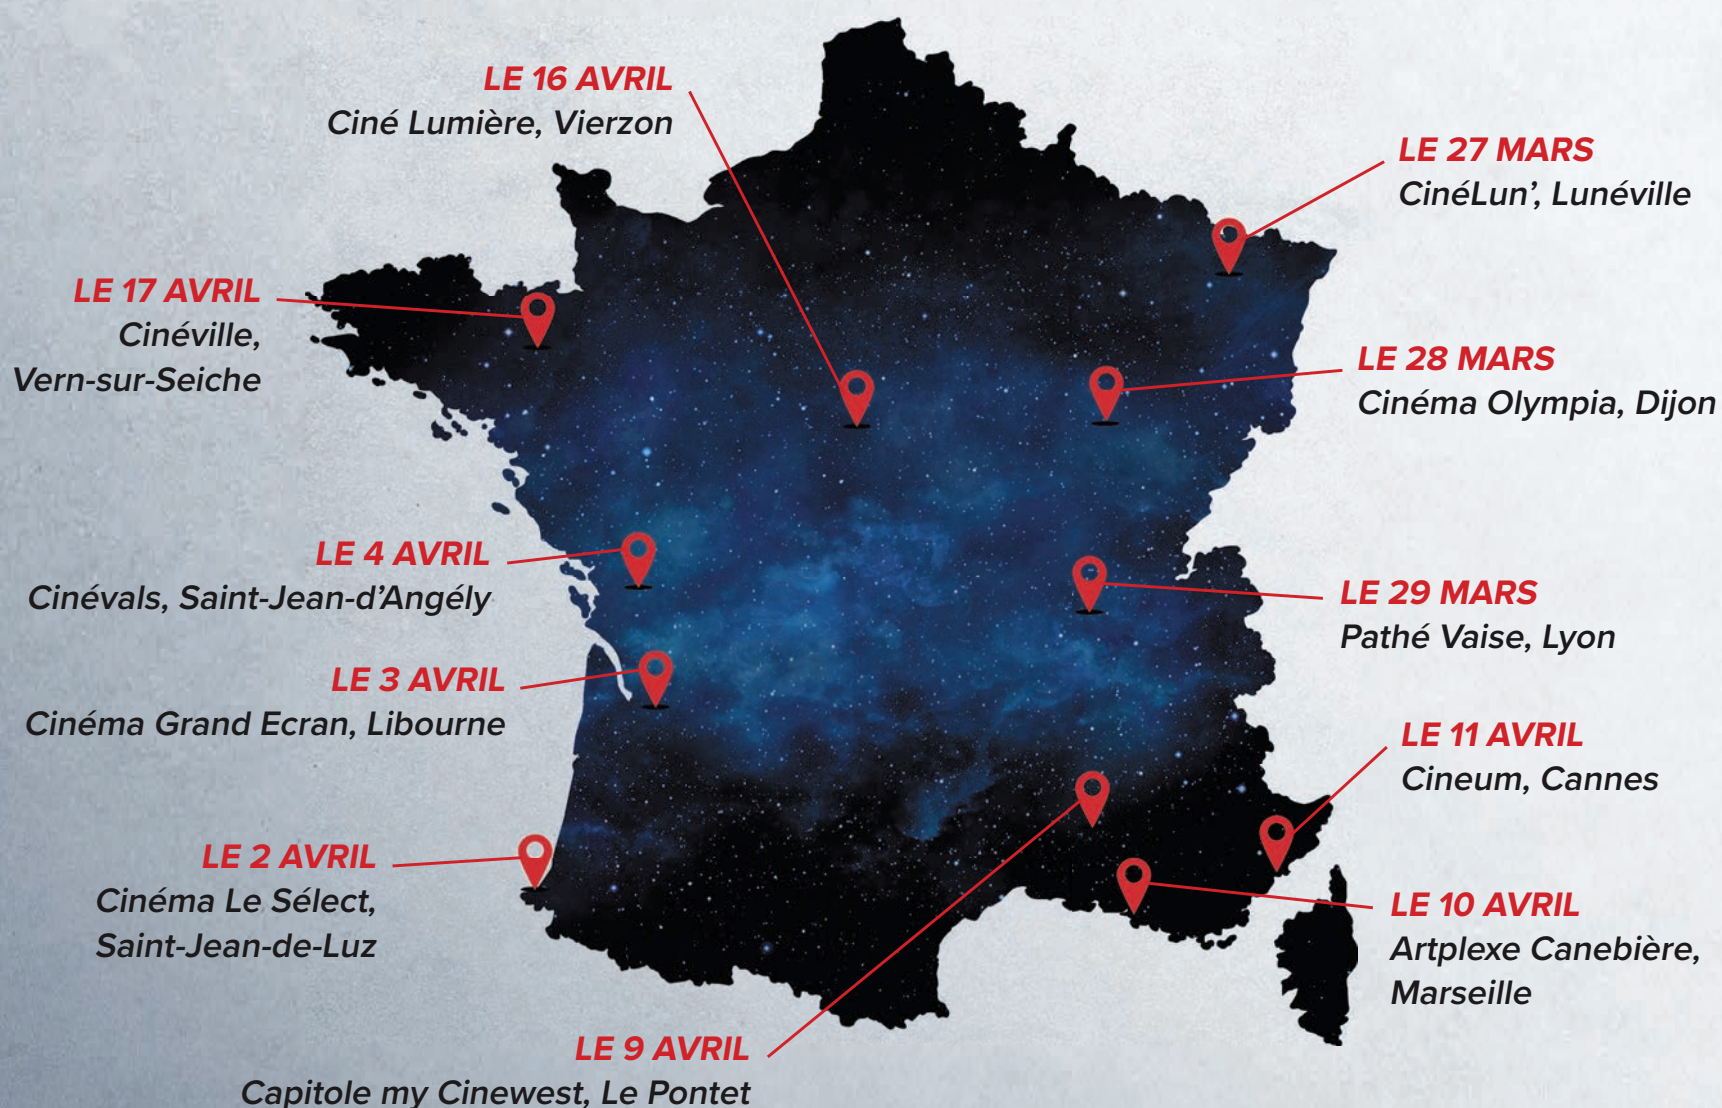 LE 16 AVRIL
Ciné Lumière, Vierzon
LE 27 MARS
CinéLun’, Lunéville
LE 17 AVRIL
Cinéville,
Vern-sur-Seiche
LE 28 MARS
Cinéma Olympia, Dijon
LE 4 AVRIL
Cinévals, Saint-Jean-d’Angély
LE 29 MARS
Pathé Vaise, Lyon
LE 3 AVRIL
Cinéma Grand Ecran, Libourne
LE 11 AVRIL
Cineum, Cannes
LE 2 AVRIL
Cinéma Le Sélect,
Saint-Jean-de-Luz
LE 10 AVRIL
Artplexe Canebière,
Marseille
LE 9 AVRIL
Capitole my Cinewest, Le Pontet